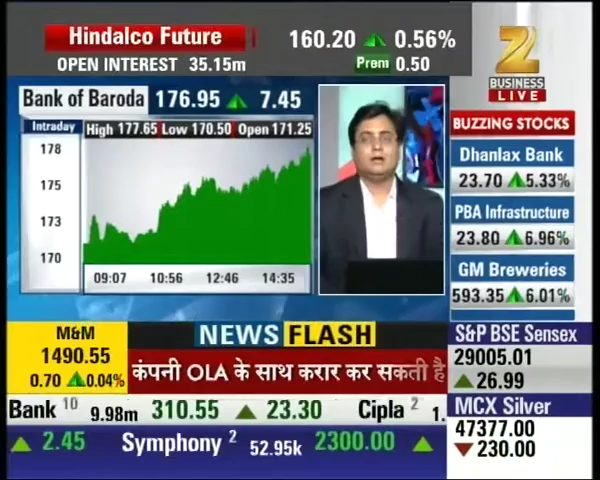 Hindalco Future
160.20 0.56%
OPEN INTEREST 35.15m
Prem 0.50
Z
BUSINESS
LIVE
Bank of Baroda 176.95 7.45
Intraday High 177.65 Low 170.50 Open 171.25
178
175
173
170
09:07 10:56 12:46 14:35
BUZZING STOCKS
Dhanlax Bank
23.70 5.33%
PBA Infrastructure
23.80 6.96%
GM Breweries
593.35 6.01%
M&M
1490.55
0.70 0.04%
NEWS FLASH
कंपनी OLA के साथ करार कर सकती है
S&P BSE Sensex
29005.01
26.99
MCX Silver
47377.00
230.00
Bank 10 9.98m 310.55 23.30 Cipla 2 1.
2.45 Symphony 2 52.95k 2300.00